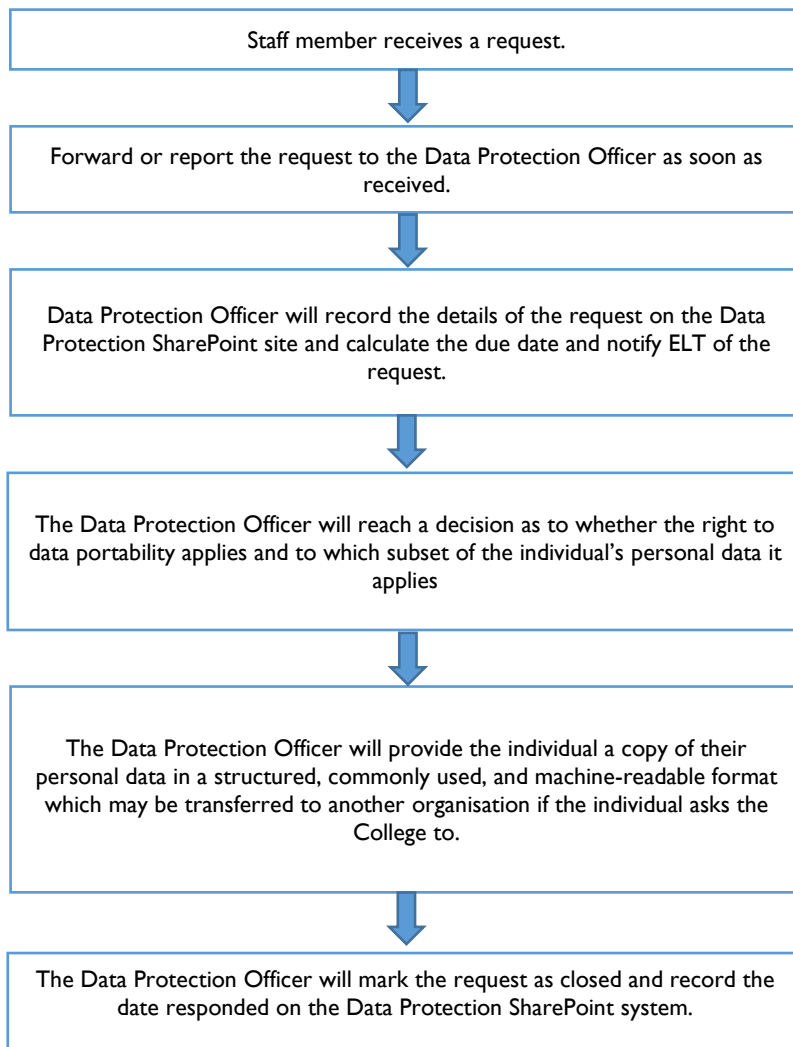 Staff member receives a request.
Forward or report the request to the Data Protection Officer as soon as
received.
Data Protection Officer will record the details of the request on the Data
Protection SharePoint site and calculate the due date and notify ELT of the
request.
The Data Protection Officer will reach a decision as to whether the right to
data portability applies and to which subset of the individual’s personal data it
applies
The Data Protection Officer will provide the individual a copy of their
personal data in a structured, commonly used, and machine-readable format
which may be transferred to another organisation if the individual asks the
College to.
The Data Protection Officer will mark the request as closed and record the
date responded on the Data Protection SharePoint system.